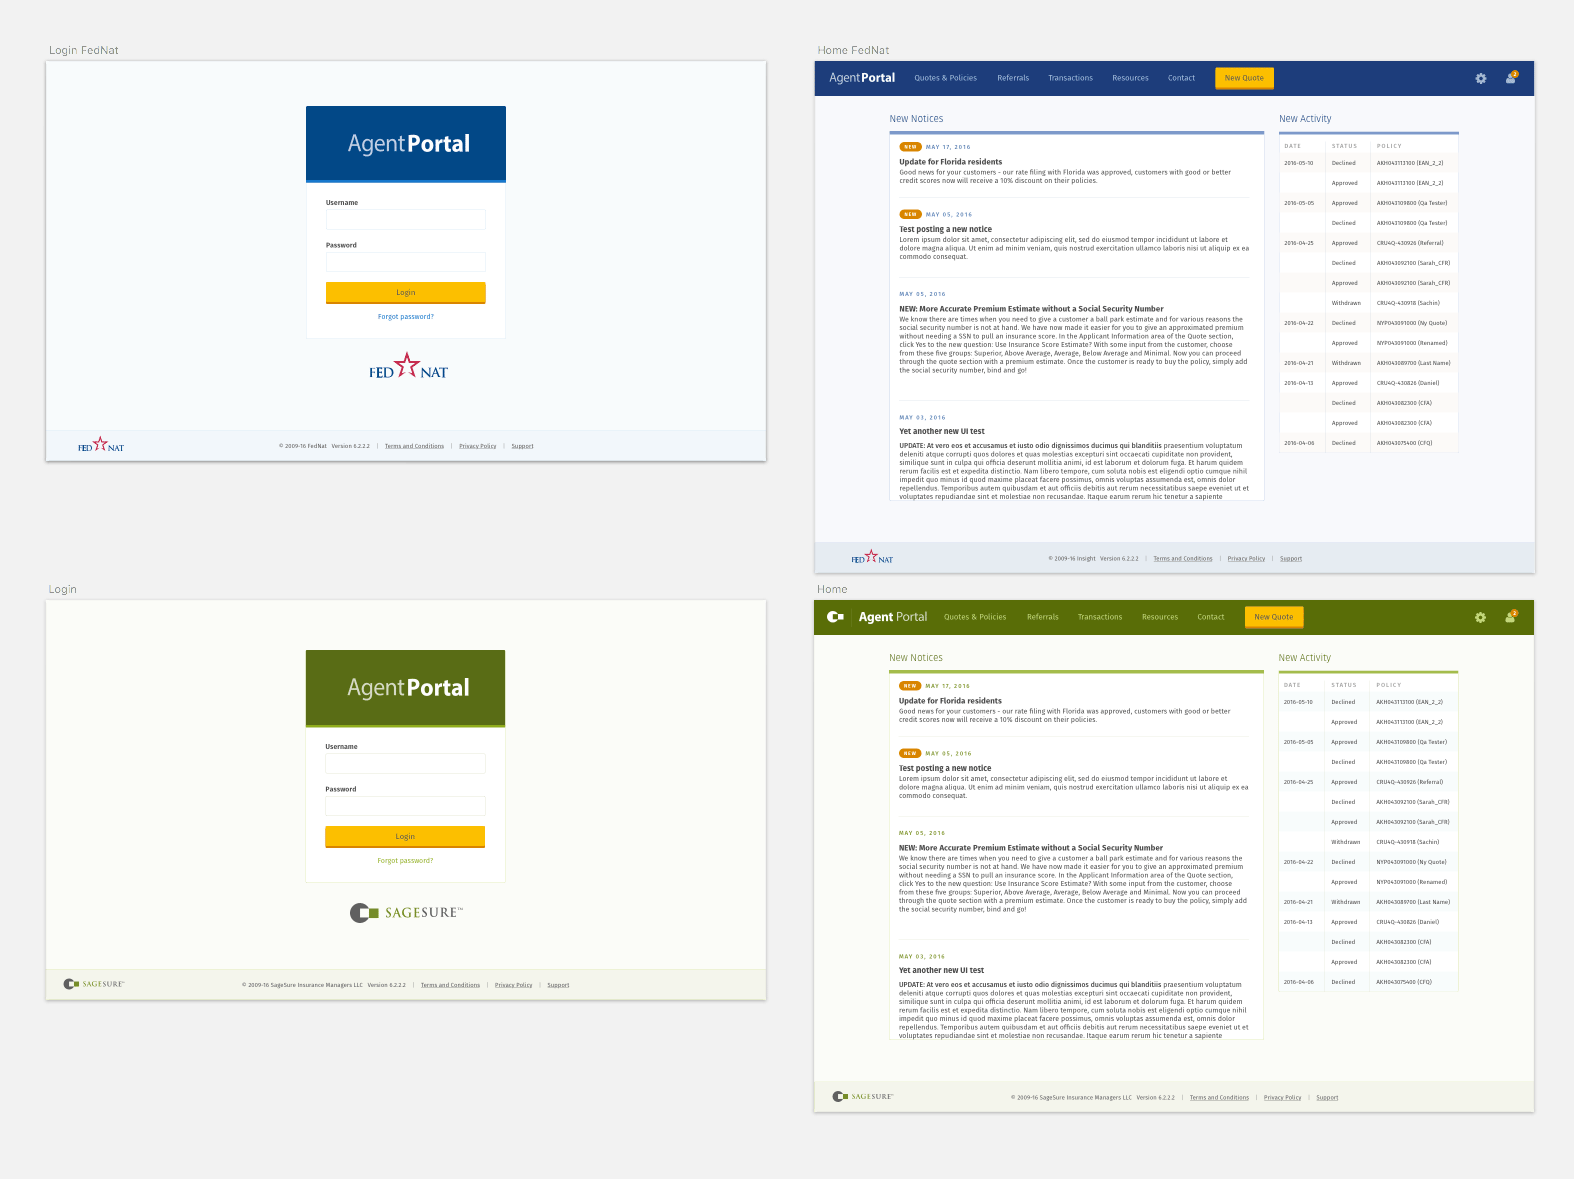 Login FedNat
AgentPortal
Username
Password
Login
Forgot password?
FED NAT
FED NAT
© 2009-16 FedNat Version 6.2.2.2 | Terms and Conditions | Privacy Policy | Support
Home FedNat
AgentPortal Quotes & Policies Referrals Transactions Resources Contact New Quote 2
New Notices
NEW MAY 17, 2016
Update for Florida residents
Good news for your customers - our rate filing with Florida was approved, customers with good or better
credit scores now will receive a 10% discount on their policies.
NEW MAY 05, 2016
Test posting a new notice
Lorem ipsum dolor sit amet, consectetur adipiscing elit, sed do eiusmod tempor incididunt ut labore et
dolore magna aliqua. Ut enim ad minim veniam, quis nostrud exercitation ullamco laboris nisi ut aliquip ex ea
commodo consequat.
MAY 05, 2016
NEW: More Accurate Premium Estimate without a Social Security Number
We know there are times when you need to give a customer a ball park estimate and for various reasons the
social security number is not at hand. We have now made it easier for you to give an approximated premium
without needing a SSN to pull an insurance score. In the Applicant Information area of the Quote section,
click Yes to the new question: Use Insurance Score Estimate? With some input from the customer, choose
from these five groups: Superior, Above Average, Average, Below Average and Minimal. Now you can proceed
through the quote section with a premium estimate. Once the customer is ready to buy the policy, simply add
the social security number, bind and go!
MAY 03, 2016
Yet another new UI test
UPDATE: At vero eos et accusamus et iusto odio dignissimos ducimus qui blanditiis praesentium voluptatum
deleniti atque corrupti quos dolores et quas molestias excepturi sint occaecati cupiditate non provident,
similique sunt in culpa qui officia deserunt mollitia animi, id est laborum et dolorum fuga. Et harum quidem
rerum facilis est et expedita distinctio. Nam libero tempore, cum soluta nobis est eligendi optio cumque nihil
impedit quo minus id quod maxime placeat facere possimus, omnis voluptas assumenda est, omnis dolor
repellendus. Temporibus autem quibusdam et aut officiis debitis aut rerum necessitatibus saepe eveniet ut et
voluptates repudiandae sint et molestiae non recusandae. Itaque earum rerum hic tenetur a sapiente
New Activity
DATE STATUS POLICY
2016-05-10 Declined AKH043113100 (EAN_2_2)
Approved AKH043113100 (EAN_2_2)
2016-05-05 Approved AKH043109800 (Qa Tester)
Declined AKH043109800 (Qa Tester)
2016-04-25 Approved CRU4Q-430926 (Referral)
Declined AKH043092100 (Sarah_CFR)
Approved AKH043092100 (Sarah_CFR)
Withdrawn CRU4Q-430918 (Sachin)
2016-04-22 Declined NYP043091000 (Ny Quote)
Approved NYP043091000 (Renamed)
2016-04-21 Withdrawn AKH043089700 (Last Name)
2016-04-13 Approved CRU4Q-430826 (Daniel)
Declined AKH043082300 (CFA)
Approved AKH043082300 (CFA)
2016-04-06 Declined AKH043075400 (CFQ)
FED NAT
© 2009-16 Insight Version 6.2.2.2 | Terms and Conditions | Privacy Policy | Support
Login
AgentPortal
Username
Password
Login
Forgot password?
SAGESURE™
SAGESURE™
© 2009-16 SageSure Insurance Managers LLC Version 6.2.2.2 | Terms and Conditions | Privacy Policy | Support
Home
Agent Portal Quotes & Policies Referrals Transactions Resources Contact New Quote 2
New Notices
NEW MAY 17, 2016
Update for Florida residents
Good news for your customers - our rate filing with Florida was approved, customers with good or better
credit scores now will receive a 10% discount on their policies.
NEW MAY 05, 2016
Test posting a new notice
Lorem ipsum dolor sit amet, consectetur adipiscing elit, sed do eiusmod tempor incididunt ut labore et
dolore magna aliqua. Ut enim ad minim veniam, quis nostrud exercitation ullamco laboris nisi ut aliquip ex ea
commodo consequat.
MAY 05, 2016
NEW: More Accurate Premium Estimate without a Social Security Number
We know there are times when you need to give a customer a ball park estimate and for various reasons the
social security number is not at hand. We have now made it easier for you to give an approximated premium
without needing a SSN to pull an insurance score. In the Applicant Information area of the Quote section,
click Yes to the new question: Use Insurance Score Estimate? With some input from the customer, choose
from these five groups: Superior, Above Average, Average, Below Average and Minimal. Now you can proceed
through the quote section with a premium estimate. Once the customer is ready to buy the policy, simply add
the social security number, bind and go!
MAY 03, 2016
Yet another new UI test
UPDATE: At vero eos et accusamus et iusto odio dignissimos ducimus qui blanditiis praesentium voluptatum
deleniti atque corrupti quos dolores et quas molestias excepturi sint occaecati cupiditate non provident,
similique sunt in culpa qui officia deserunt mollitia animi, id est laborum et dolorum fuga. Et harum quidem
rerum facilis est et expedita distinctio. Nam libero tempore, cum soluta nobis est eligendi optio cumque nihil
impedit quo minus id quod maxime placeat facere possimus, omnis voluptas assumenda est, omnis dolor
repellendus. Temporibus autem quibusdam et aut officiis debitis aut rerum necessitatibus saepe eveniet ut et
voluptates repudiandae sint et molestiae non recusandae. Itaque earum rerum hic tenetur a sapiente
New Activity
DATE STATUS POLICY
2016-05-10 Declined AKH043113100 (EAN_2_2)
Approved AKH043113100 (EAN_2_2)
2016-05-05 Approved AKH043109800 (Qa Tester)
Declined AKH043109800 (Qa Tester)
2016-04-25 Approved CRU4Q-430926 (Referral)
Declined AKH043092100 (Sarah_CFR)
Approved AKH043092100 (Sarah_CFR)
Withdrawn CRU4Q-430918 (Sachin)
2016-04-22 Declined NYP043091000 (Ny Quote)
Approved NYP043091000 (Renamed)
2016-04-21 Withdrawn AKH043089700 (Last Name)
2016-04-13 Approved CRU4Q-430826 (Daniel)
Declined AKH043082300 (CFA)
Approved AKH043082300 (CFA)
2016-04-06 Declined AKH043075400 (CFQ)
SAGESURE™
© 2009-16 SageSure Insurance Managers LLC Version 6.2.2.2 | Terms and Conditions | Privacy Policy | Support